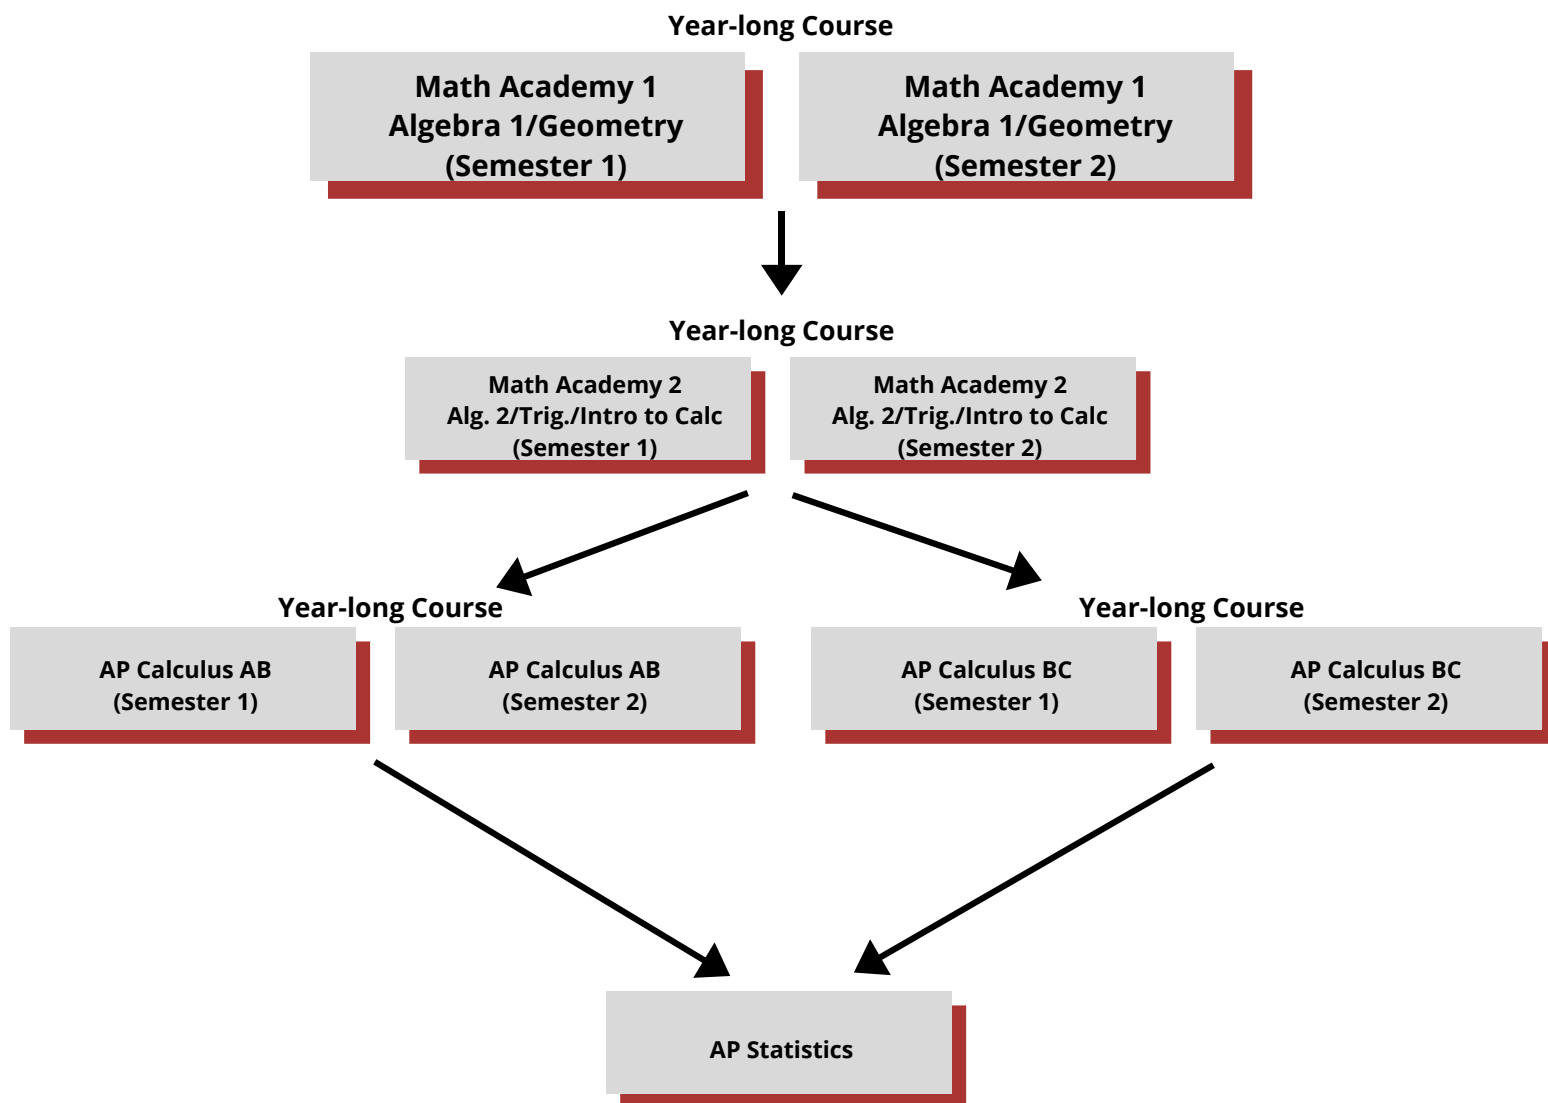 Year-long Course
Math Academy 1
Algebra 1/Geometry
(Semester 1)
Math Academy 1
Algebra 1/Geometry
(Semester 2)
Year-long Course
Math Academy 2
Alg. 2/Trig./Intro to Calc
(Semester 1)
Math Academy 2
Alg. 2/Trig./Intro to Calc
(Semester 2)
Year-long Course
AP Calculus AB
(Semester 1)
AP Calculus AB
(Semester 2)
Year-long Course
AP Calculus BC
(Semester 1)
AP Calculus BC
(Semester 2)
AP Statistics